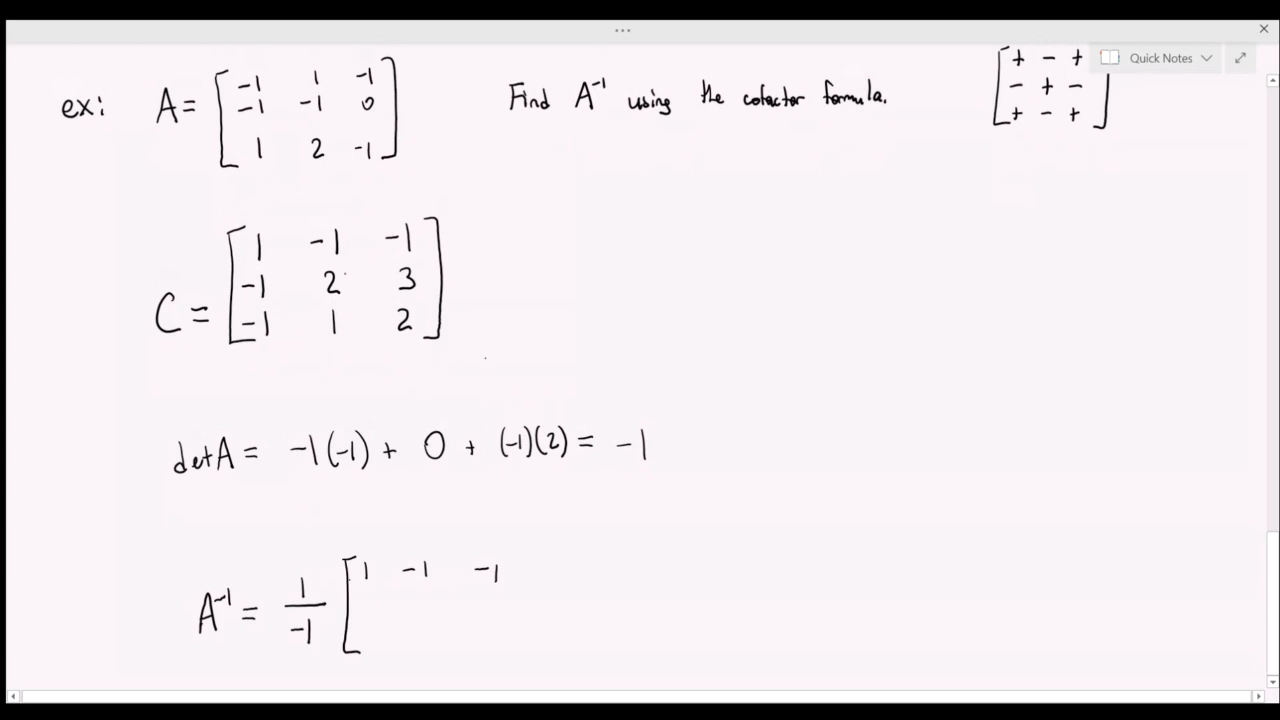 Quick Notes
ex: A = [ -1 1 -1
-1 -1 0
1 2 -1 ]
Find A⁻¹ using the cofactor formula.
[ + - +
- + -
+ - + ]
C = [ 1 -1 -1
-1 2 3
-1 1 2 ]
det A = -1(-1) + 0 + (-1)(2) = -1
A⁻¹ = 1/-1 [ 1 -1 -1